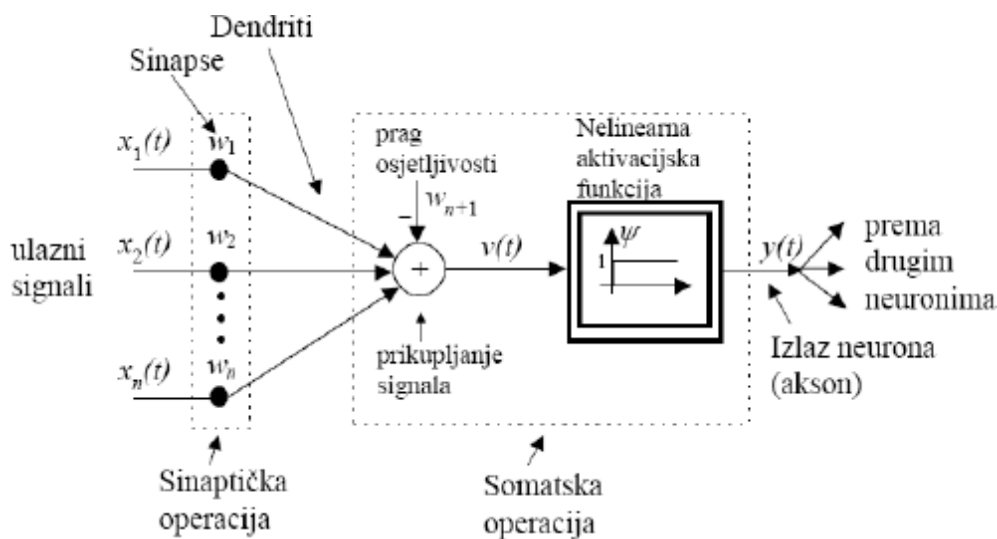 Dendriti
Sinapse
x1(t)
w1
prag
osjetljivosti
wn+1
−
Nelinearna
aktivacijska
funkcija
ulazni
signali
x2(t)
w2
+
v(t)
ψ
1
y(t)
prema
drugim
neuronima
xn(t)
wn
prikupljanje
signala
Izlaz neurona
(akson)
Sinaptička
operacija
Somatska
operacija